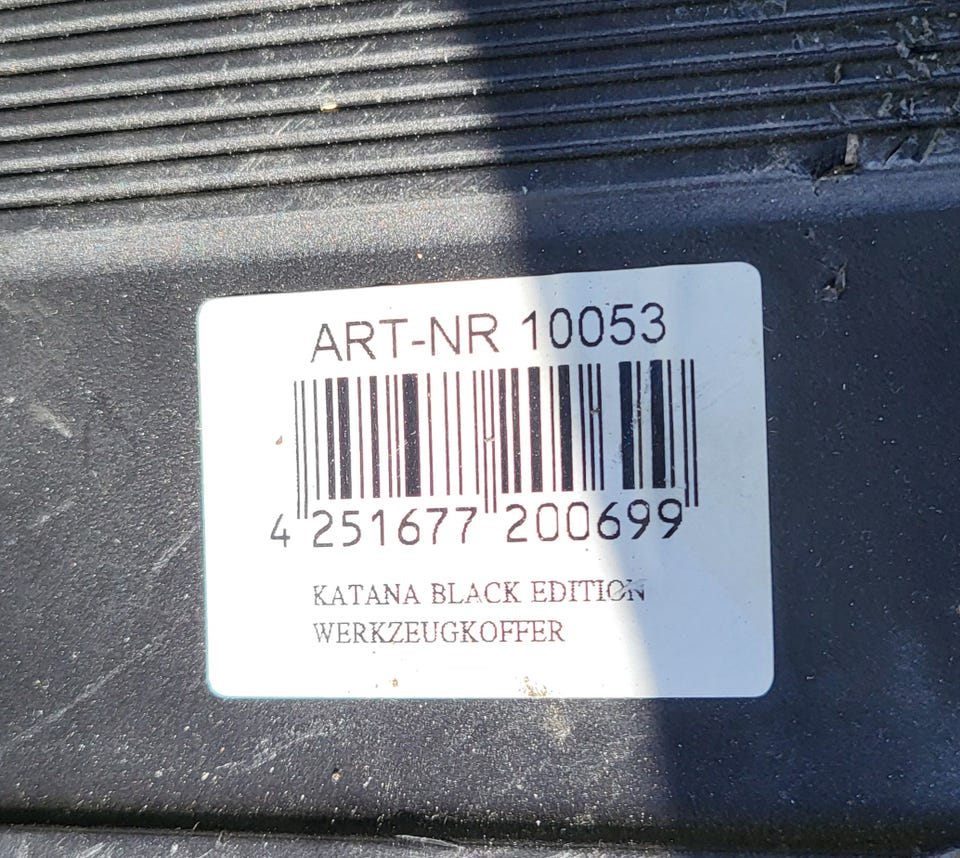 ART-NR 10053
4 251677 200699
KATANA BLACK EDITION
WERKZEUGKOFFER